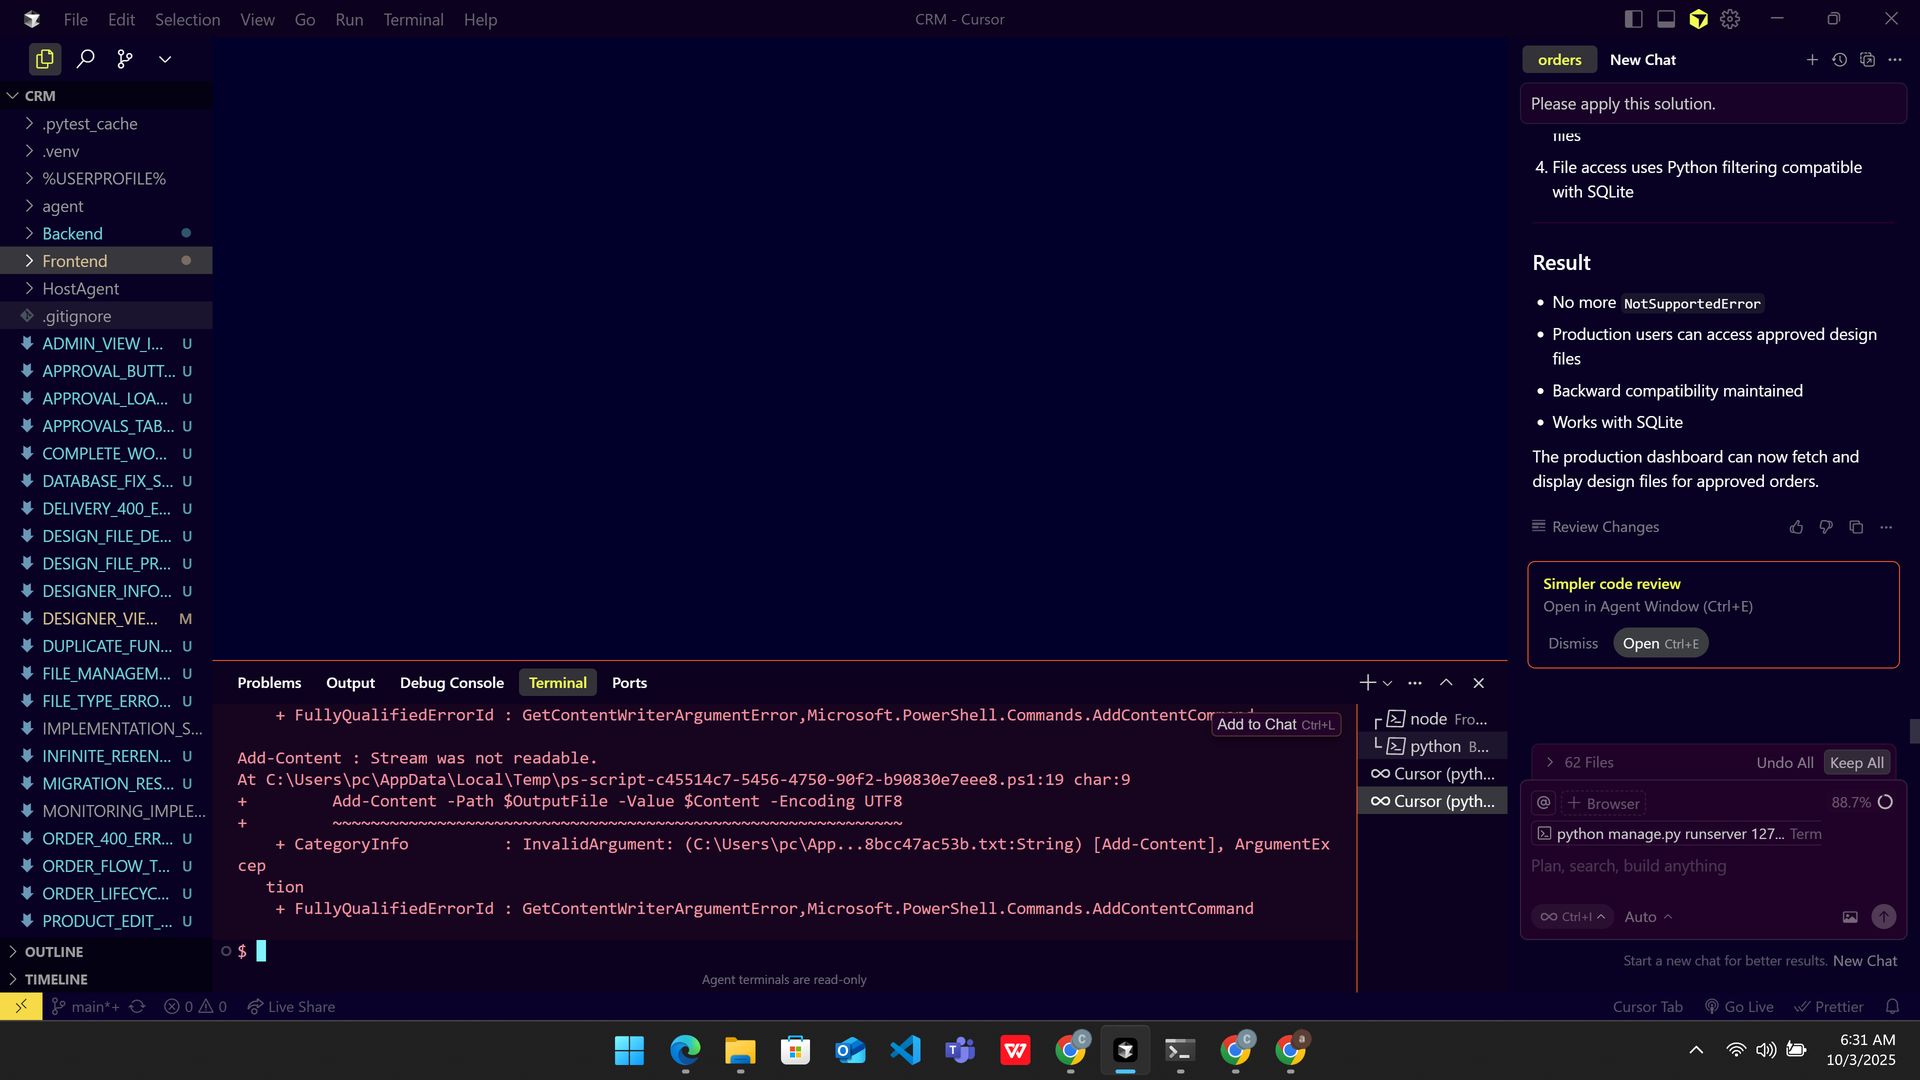 File Edit Selection View Go Run Terminal Help
CRM - Cursor
CRM
.pytest_cache
.venv
%USERPROFILE%
agent
Backend
Frontend
HostAgent
.gitignore
ADMIN_VIEW_I... U
APPROVAL_BUTT... U
APPROVAL_LOA... U
APPROVALS_TAB... U
COMPLETE_WO... U
DATABASE_FIX_S... U
DELIVERY_400_E... U
DESIGN_FILE_DE... U
DESIGN_FILE_PR... U
DESIGNER_INFO... U
DESIGNER_VIE... M
DUPLICATE_FUN... U
FILE_MANAGEM... U
FILE_TYPE_ERRO... U
IMPLEMENTATION_S...
INFINITE_REREN... U
MIGRATION_RES... U
MONITORING_IMPLE...
ORDER_400_ERR... U
ORDER_FLOW_T... U
ORDER_LIFECYC... U
PRODUCT_EDIT_... U
OUTLINE
TIMELINE
Problems Output Debug Console Terminal Ports
+ FullyQualifiedErrorId : GetContentWriterArgumentError,Microsoft.PowerShell.Commands.AddContentCommand
Add to Chat Ctrl+L
Add-Content : Stream was not readable.
At C:\Users\pc\AppData\Local\Temp\ps-script-c45514c7-5456-4750-90f2-b90830e7eee8.ps1:19 char:9
+         Add-Content -Path $OutputFile -Value $Content -Encoding UTF8
+         ~~~~~~~~~~~~~~~~~~~~~~~~~~~~~~~~~~~~~~~~~~~~~~~~~~~~~~~~~~~~
+ CategoryInfo          : InvalidArgument: (C:\Users\pc\App...8bcc47ac53b.txt:String) [Add-Content], ArgumentEx
cep
tion
+ FullyQualifiedErrorId : GetContentWriterArgumentError,Microsoft.PowerShell.Commands.AddContentCommand
$
Agent terminals are read-only
node Fro...
python B...
Cursor (pyth...
Cursor (pyth...
orders New Chat
Please apply this solution.
files
4. File access uses Python filtering compatible
with SQLite
Result
• No more NotSupportedError
• Production users can access approved design
files
• Backward compatibility maintained
• Works with SQLite
The production dashboard can now fetch and
display design files for approved orders.
Review Changes
Simpler code review
Open in Agent Window (Ctrl+E)
Dismiss Open Ctrl+E
62 Files Undo All Keep All
@ + Browser 88.7%
python manage.py runserver 127... Term
Plan, search, build anything
∞ Ctrl+I Auto
Start a new chat for better results. New Chat
main*+ 0 0 Live Share
Cursor Tab Go Live Prettier
6:31 AM
10/3/2025